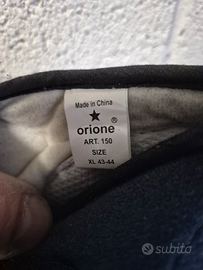 Made in China
★
orione®
ART. 150
SIZE
XL 43-44
subito